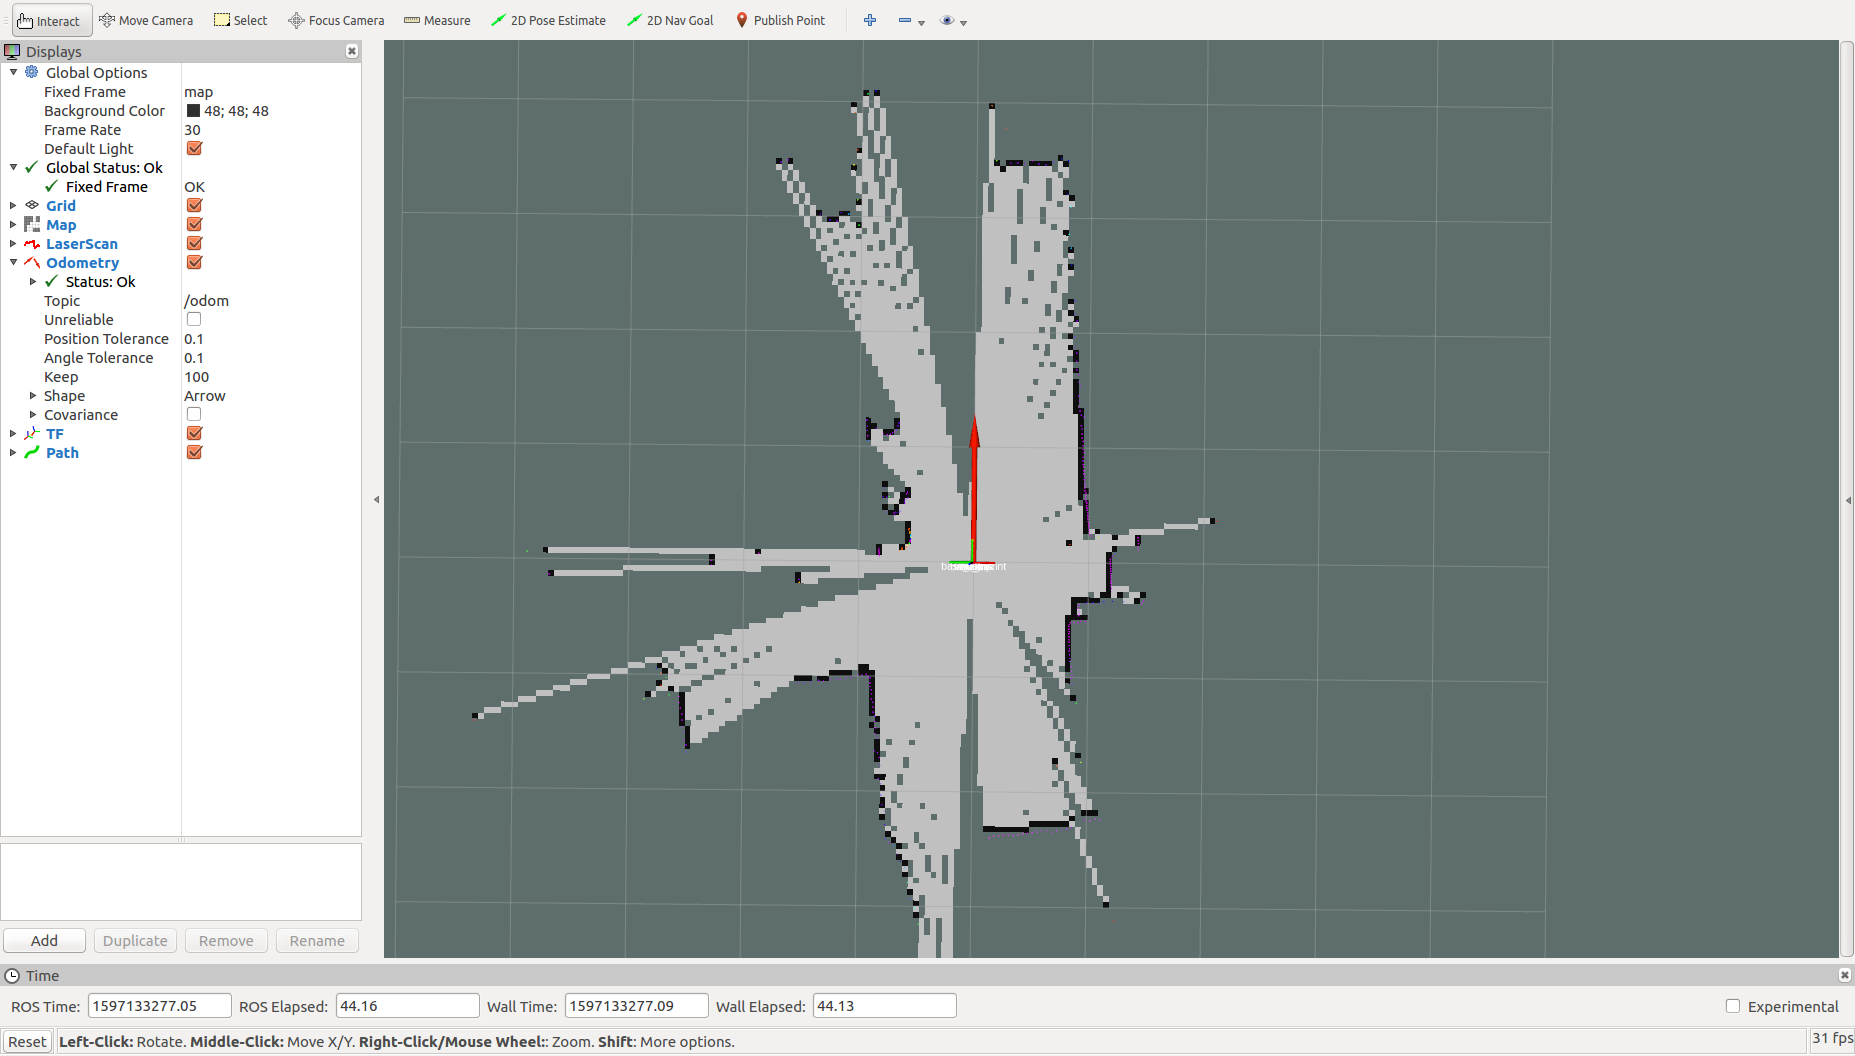 Interact Move Camera Select Focus Camera Measure 2D Pose Estimate 2D Nav Goal Publish Point
Displays
Global Options
Fixed Frame map
Background Color 48; 48; 48
Frame Rate 30
Default Light
Global Status: Ok
Fixed Frame OK
Grid
Map
LaserScan
Odometry
Status: Ok
Topic /odom
Unreliable
Position Tolerance 0.1
Angle Tolerance 0.1
Keep 100
Shape Arrow
Covariance
TF
Path
Add Duplicate Remove Rename
Time
ROS Time: 1597133277.05 ROS Elapsed: 44.16 Wall Time: 1597133277.09 Wall Elapsed: 44.13 Experimental
Reset Left-Click: Rotate. Middle-Click: Move X/Y. Right-Click/Mouse Wheel:: Zoom. Shift: More options. 31 fps